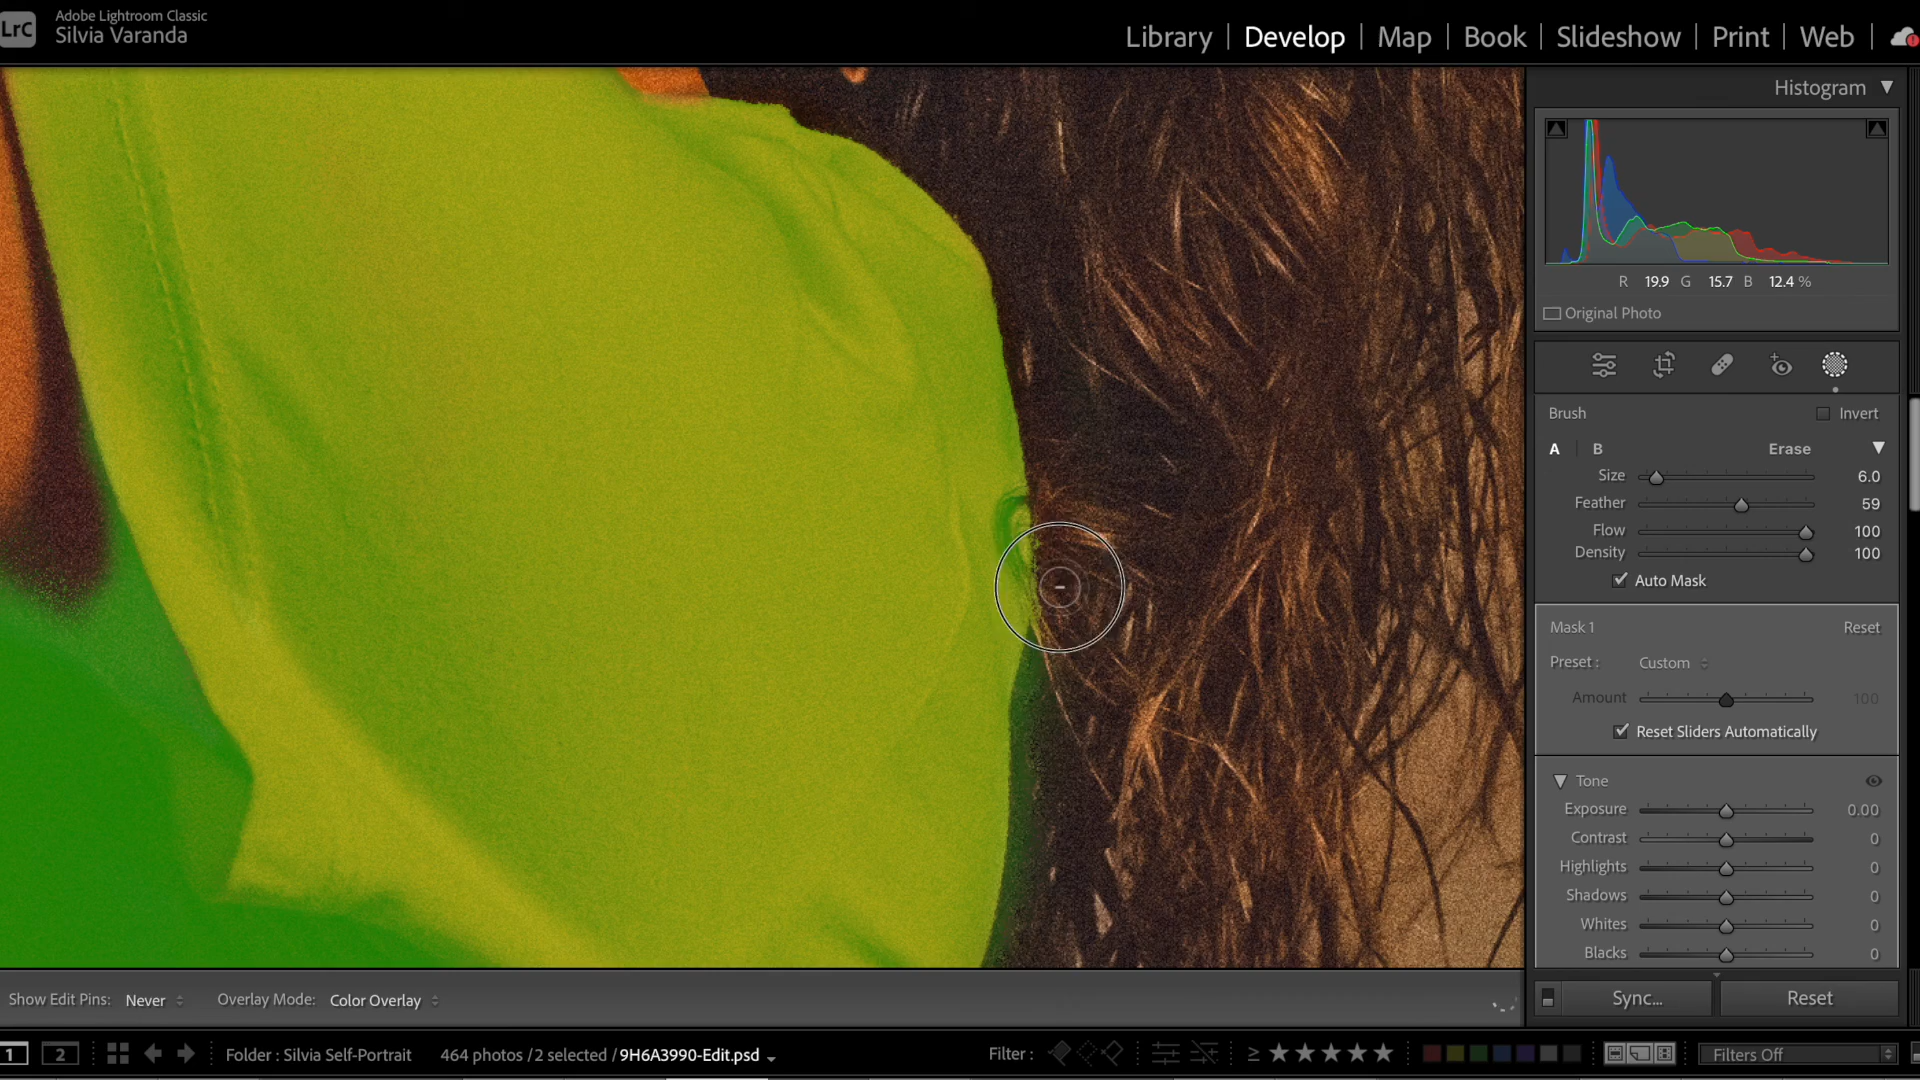 LrC
Adobe Lightroom Classic
Silvia Varanda
Library | Develop | Map | Book | Slideshow | Print | Web |
Histogram
R 19.9 G 15.7 B 12.4 %
Original Photo
Brush Invert
A B Erase
Size 6.0
Feather 59
Flow 100
Density 100
Auto Mask
Mask 1 Reset
Preset : Custom
Amount 100
Reset Sliders Automatically
Tone
Exposure 0.00
Contrast 0
Highlights 0
Shadows 0
Whites 0
Blacks 0
Show Edit Pins: Never Overlay Mode: Color Overlay
Sync... Reset
1 2 Folder : Silvia Self-Portrait 464 photos / 2 selected / 9H6A3990-Edit.psd Filter : ≥ ★★★★★ Filters Off